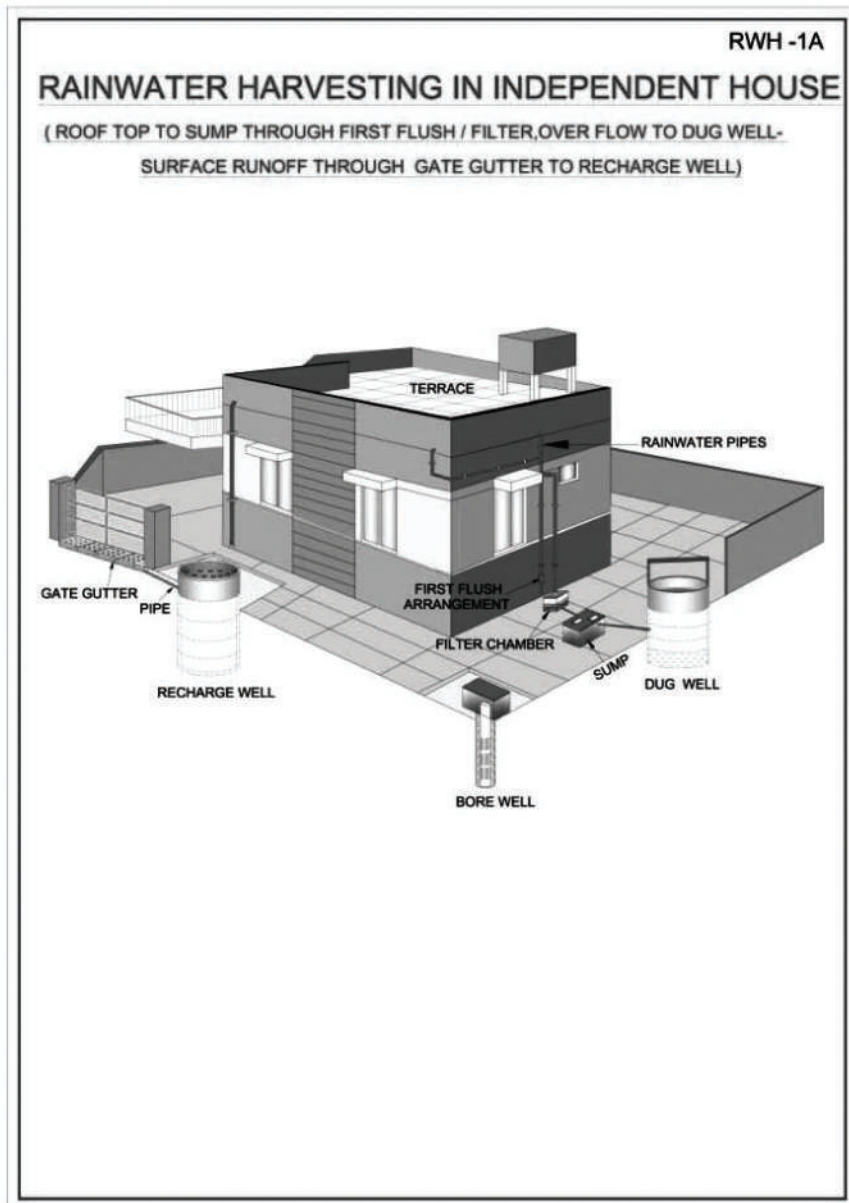 RWH -1A
RAINWATER HARVESTING IN INDEPENDENT HOUSE
( ROOF TOP TO SUMP THROUGH FIRST FLUSH / FILTER,OVER FLOW TO DUG WELL-
SURFACE RUNOFF THROUGH GATE GUTTER TO RECHARGE WELL)
TERRACE
RAINWATER PIPES
GATE GUTTER
PIPE
FIRST FLUSH
ARRANGEMENT
FILTER CHAMBER
SUMP
DUG WELL
RECHARGE WELL
BORE WELL